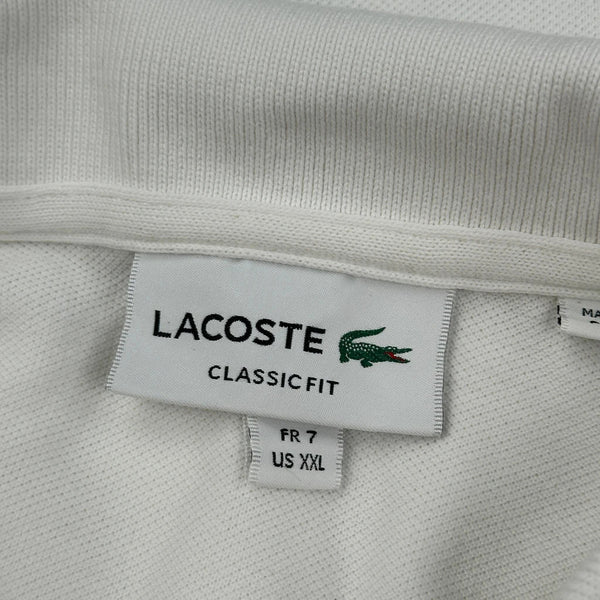 LACOSTE
CLASSIC FIT
FR 7
US XXL